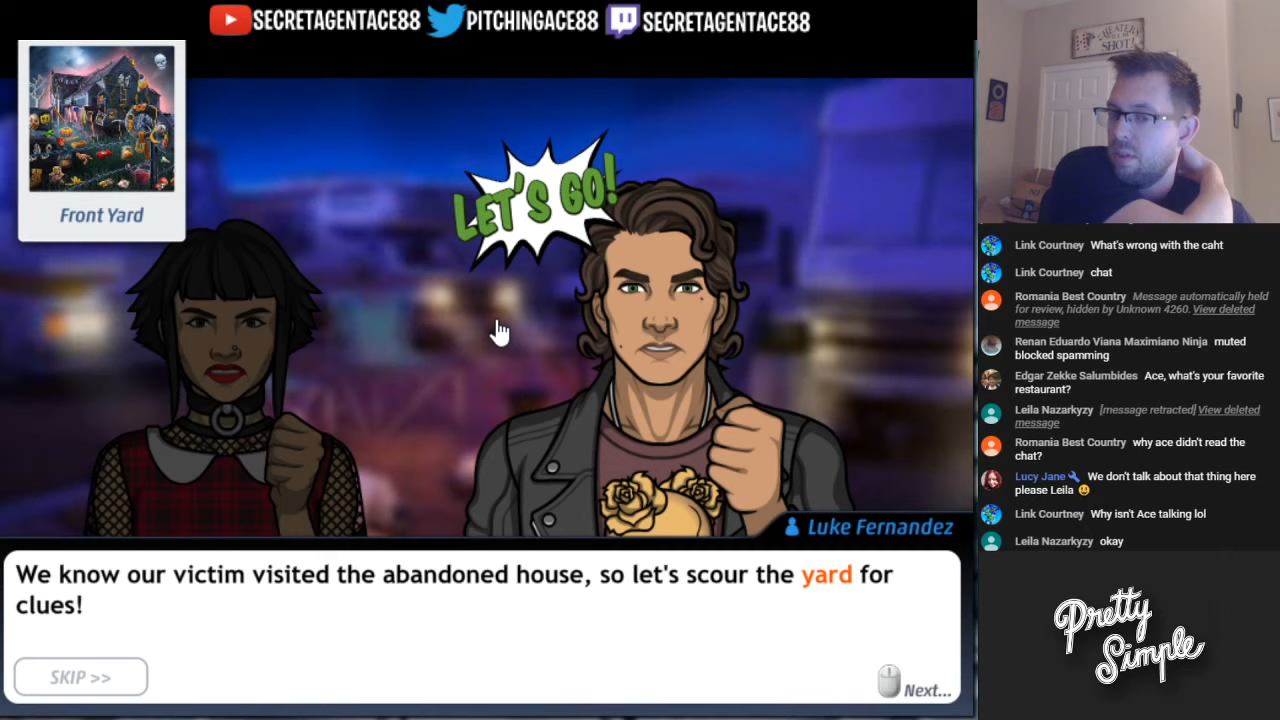 SECRETAGENTACE88 PITCHINGACE88 SECRETAGENTACE88
Front Yard
LET'S GO!
Luke Fernandez
We know our victim visited the abandoned house, so let's scour the yard for
clues!
SKIP >>
Next...
CHEATERS
SHOT!
Link Courtney What's wrong with the caht
Link Courtney chat
Romania Best Country Message automatically held
for review, hidden by Unknown 4260. View deleted
message
Renan Eduardo Viana Maximiano Ninja muted
blocked spamming
Edgar Zekke Salumbides Ace, what's your favorite
restaurant?
Leila Nazarkyzy [message retracted] View deleted
message
Romania Best Country why ace didn't read the
chat?
Lucy Jane We don't talk about that thing here
please Leila
Link Courtney Why isn't Ace talking lol
Leila Nazarkyzy okay
Pretty
Simple